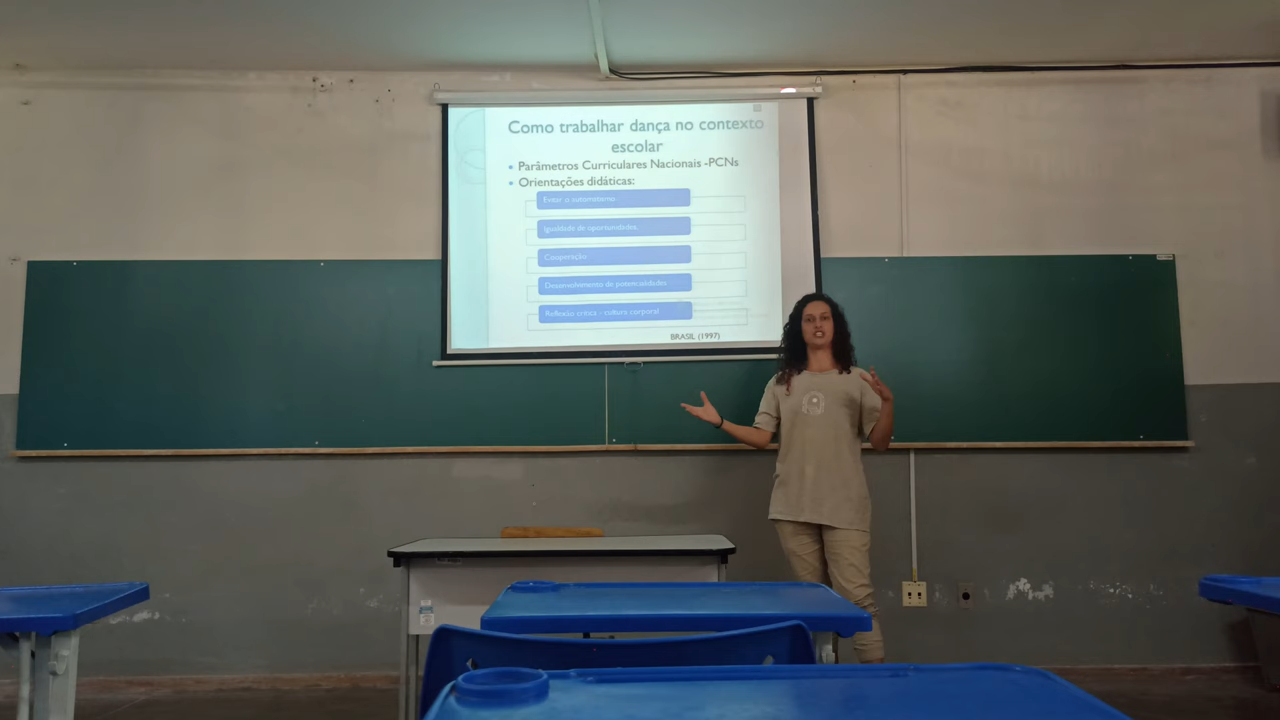 Como trabalhar dança no contexto
escolar
• Parâmetros Curriculares Nacionais -PCNs
• Orientações didáticas:
Evitar o automatismo
Igualdade de oportunidades
Cooperação
Desenvolvimento de potencialidades
Reflexão crítica - cultura corporal
BRASIL (1997)